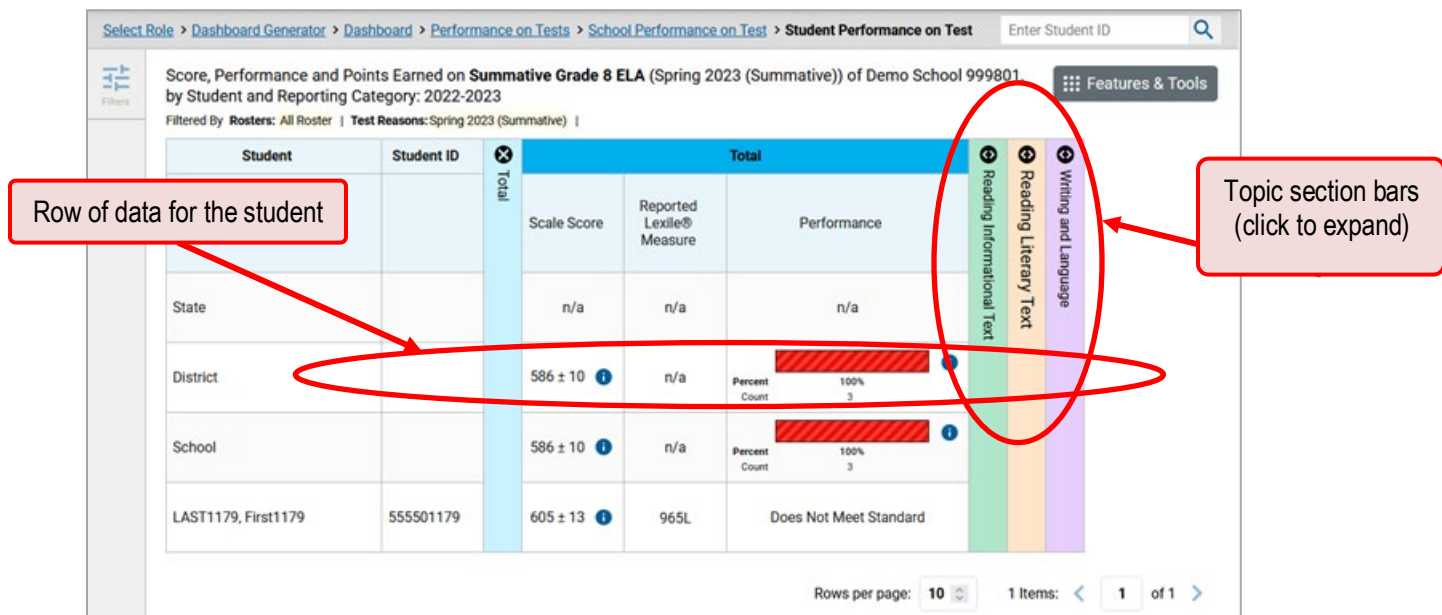 Select Role > Dashboard Generator > Dashboard > Performance on Tests > School Performance on Test > Student Performance on Test
Enter Student ID
Filters
Score, Performance and Points Earned on Summative Grade 8 ELA (Spring 2023 (Summative)) of Demo School 999801,
by Student and Reporting Category: 2022-2023
Features & Tools
Filtered By Rosters: All Roster | Test Reasons: Spring 2023 (Summative) |
Student
Student ID
Total
Total
Scale Score
Reported
Lexile®
Measure
Performance
Reading Informational Text
Reading Literary Text
Writing and Language
Row of data for the student
Topic section bars
(click to expand)
State
n/a
n/a
n/a
District
586 ± 10
n/a
Percent 100%
Count 3
School
586 ± 10
n/a
Percent 100%
Count 3
LAST1179, First1179
555501179
605 ± 13
965L
Does Not Meet Standard
Rows per page: 10
1 Items:
1 of 1